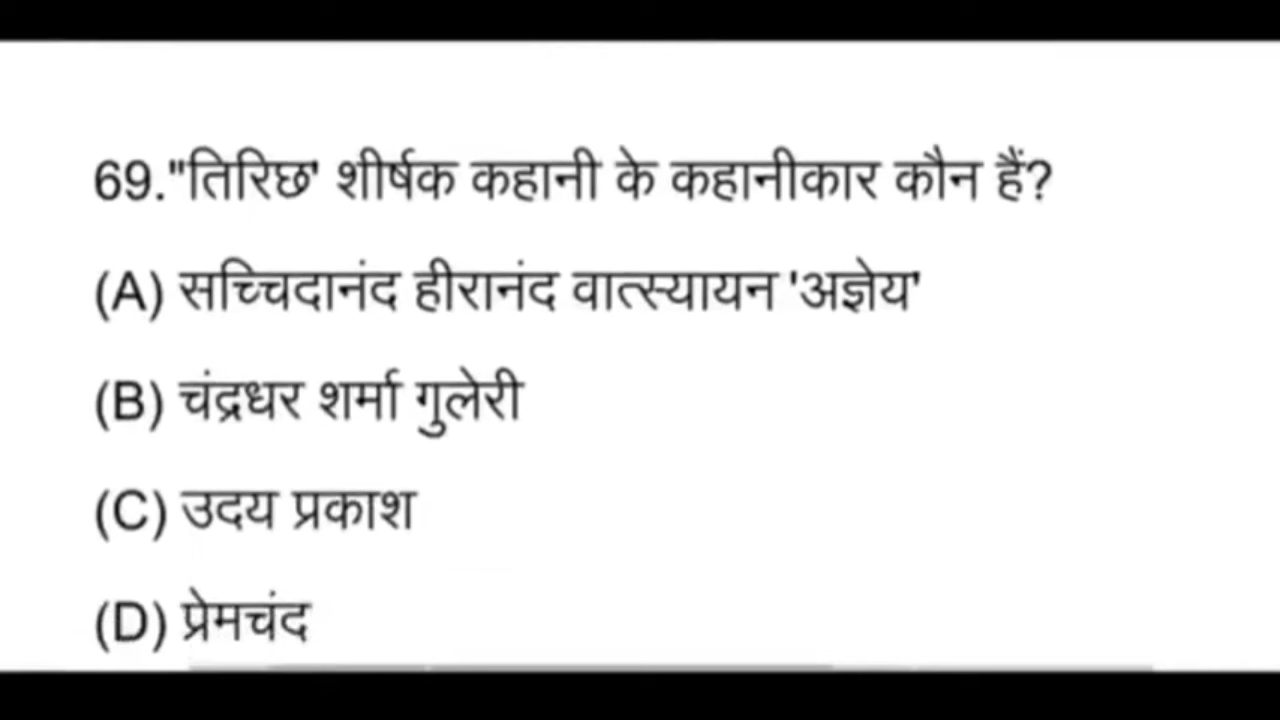 69."तिरिछ' शीर्षक कहानी के कहानीकार कौन हैं?
(A) सच्चिदानंद हीरानंद वात्स्यायन 'अज्ञेय'
(B) चंद्रधर शर्मा गुलेरी
(C) उदय प्रकाश
(D) प्रेमचंद